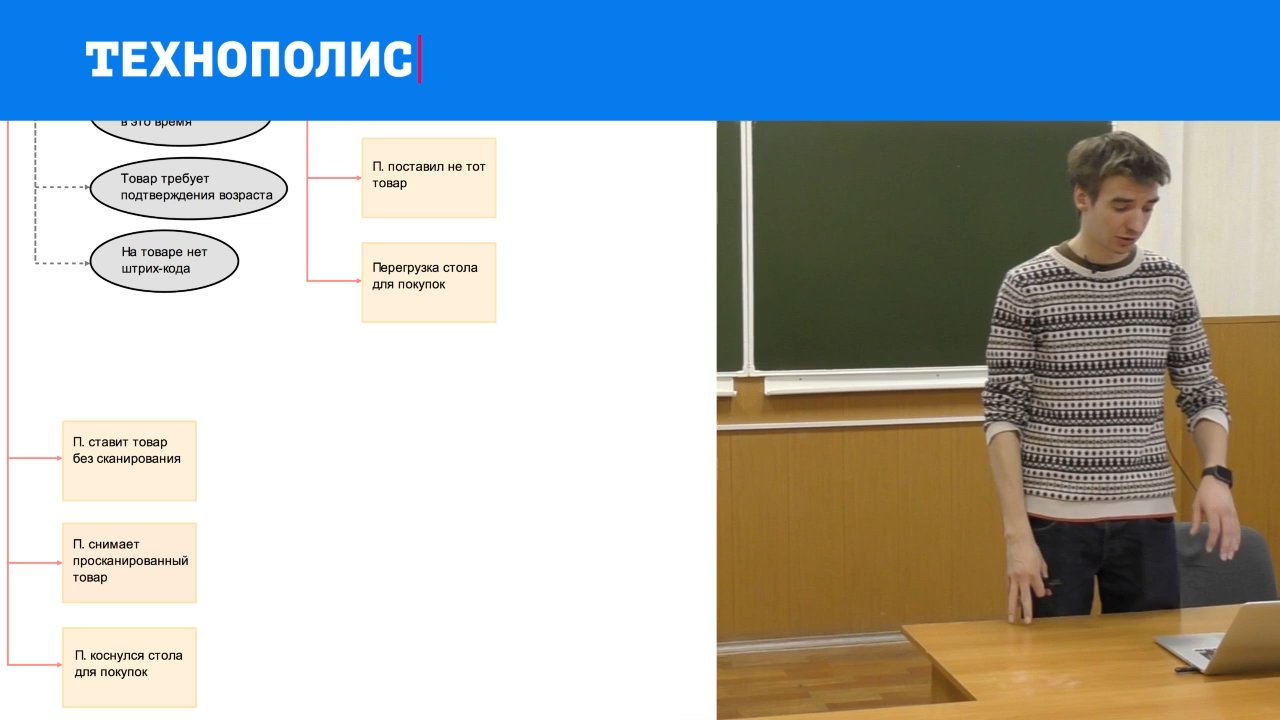 ТЕХНОПОЛИС
в это время
Товар требует
подтверждения возраста
На товаре нет
штрих-кода
П. поставил не тот
товар
Перегрузка стола
для покупок
П. ставит товар
без сканирования
П. снимает
просканированный
товар
П. коснулся стола
для покупок